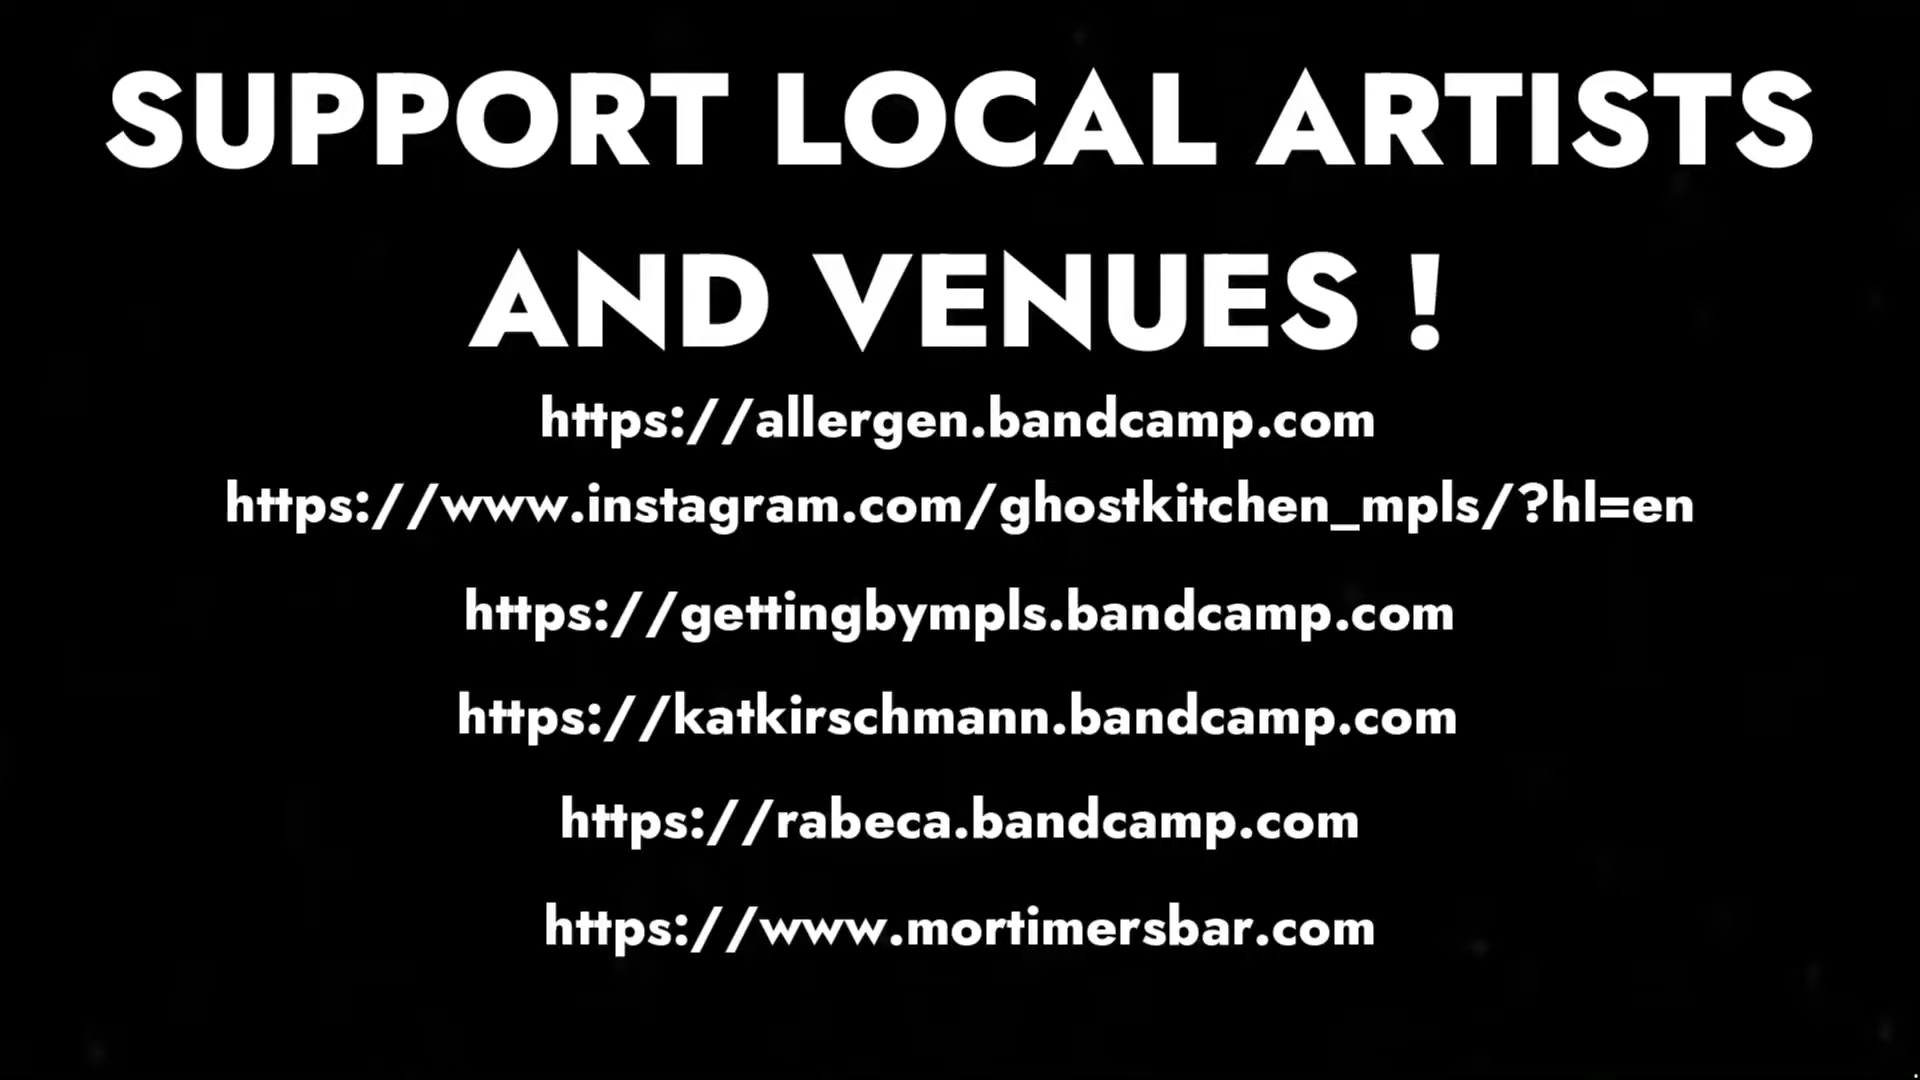 SUPPORT LOCAL ARTISTS
AND VENUES !
https://allergen.bandcamp.com
https://www.instagram.com/ghostkitchen_mpls/?hl=en
https://gettingbympls.bandcamp.com
https://katkirschmann.bandcamp.com
https://rabeca.bandcamp.com
https://www.mortimersbar.com